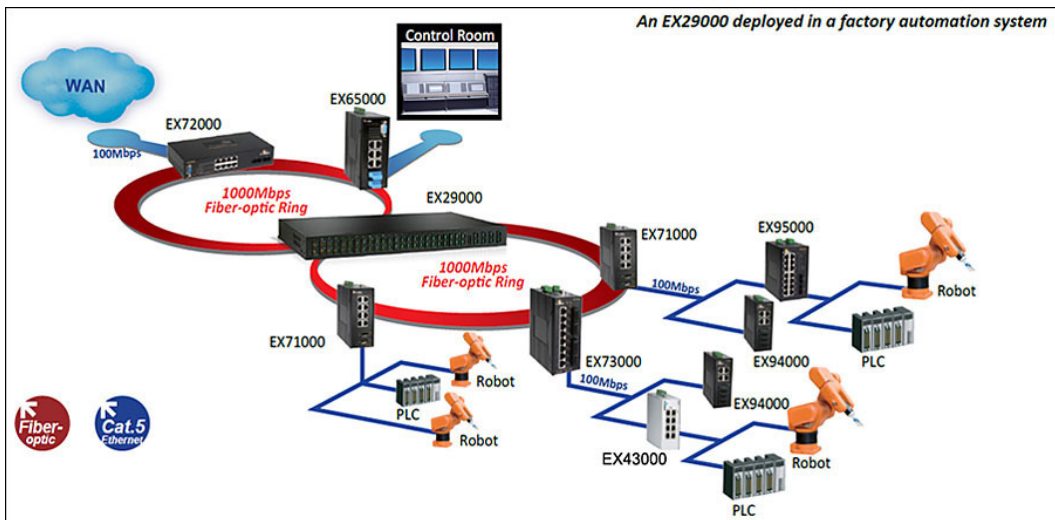 An EX29000 deployed in a factory automation system
Control Room
WAN
EX65000
EX72000
100Mbps
1000Mbps
Fiber-optic Ring
EX29000
EX71000
EX95000
1000Mbps
Fiber-optic Ring
100Mbps
Robot
EX71000
EX73000
EX94000
PLC
100Mbps
Robot
PLC
EX94000
Robot
EX43000
Robot
PLC
Fiber-
optic
Cat.5
Ethernet